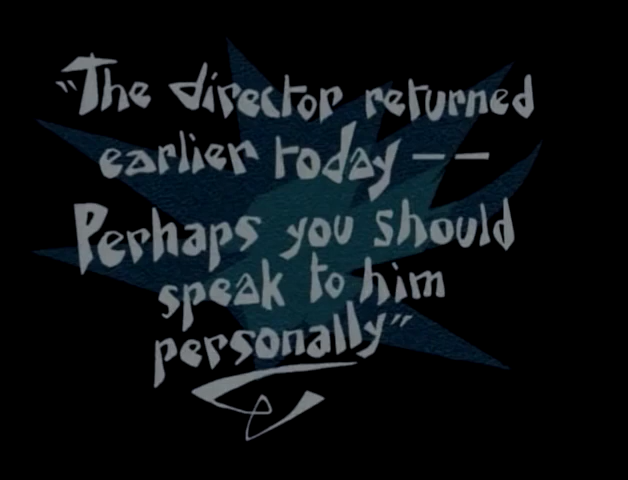 "The director returned
earlier today — —
Perhaps you should
speak to him
personally"